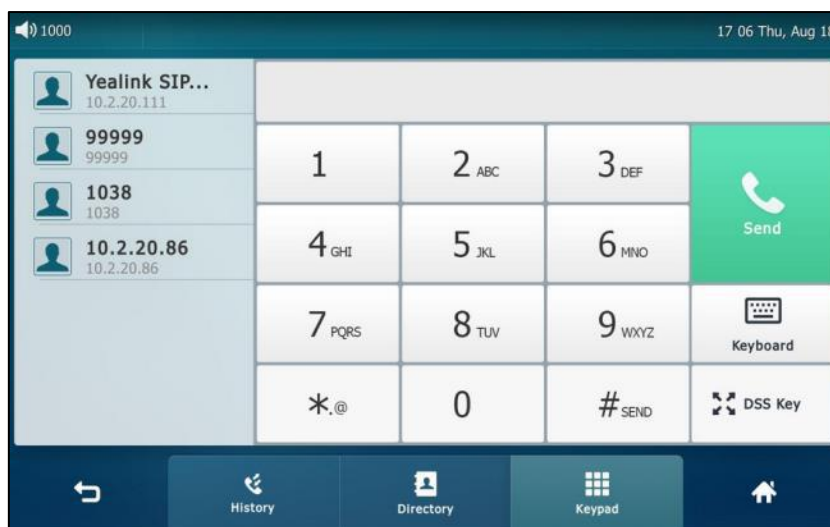 1000
17 06 Thu, Aug 18
Yealink SIP...
10.2.20.111
99999
99999
1038
1038
10.2.20.86
10.2.20.86
1
2 ABC
3 DEF
Send
4 GHI
5 JKL
6 MNO
7 PQRS
8 TUV
9 WXYZ
Keyboard
*.@
0
# SEND
DSS Key
History
Directory
Keypad